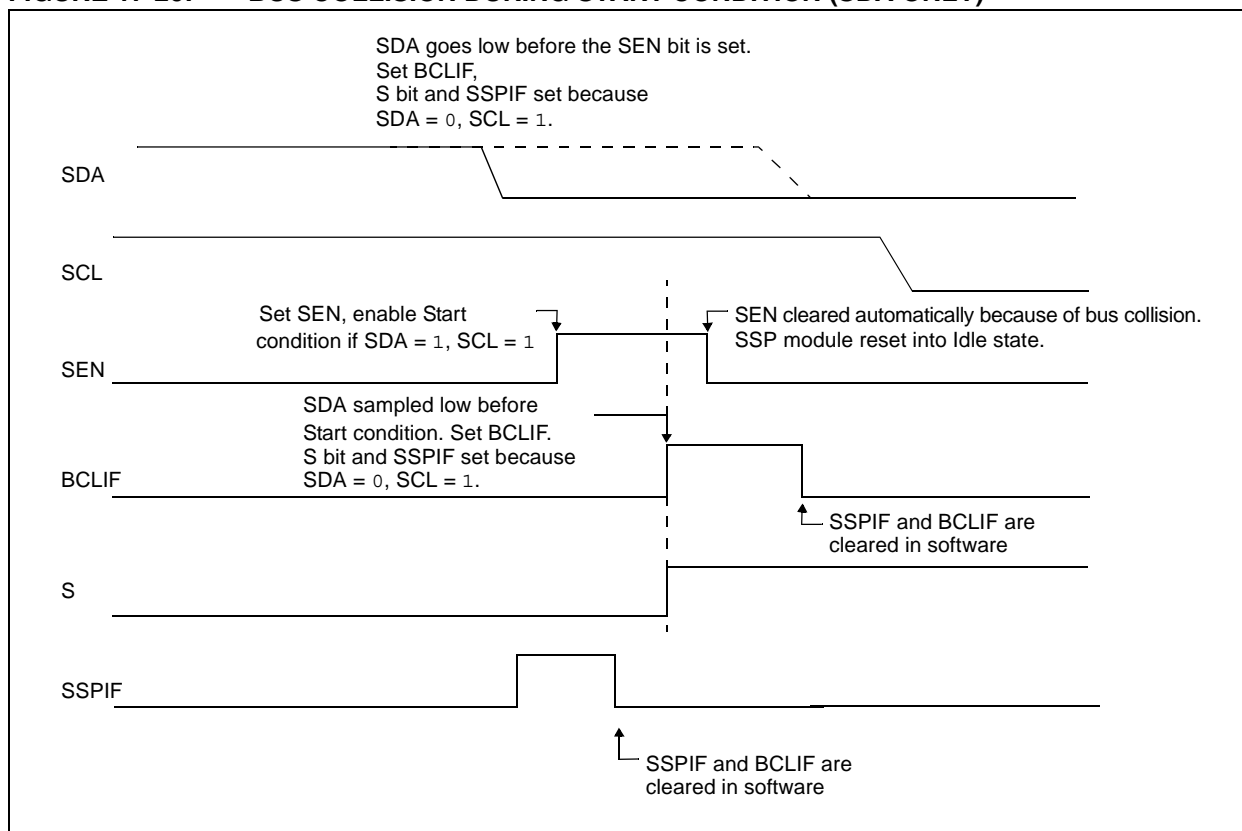 SDA goes low before the SEN bit is set.
Set BCLIF,
S bit and SSPIF set because
SDA = 0, SCL = 1.
SDA
SCL
Set SEN, enable Start
condition if SDA = 1, SCL = 1
SEN cleared automatically because of bus collision.
SSP module reset into Idle state.
SEN
SDA sampled low before
Start condition. Set BCLIF.
S bit and SSPIF set because
SDA = 0, SCL = 1.
BCLIF
SSPIF and BCLIF are
cleared in software
S
SSPIF
SSPIF and BCLIF are
cleared in software